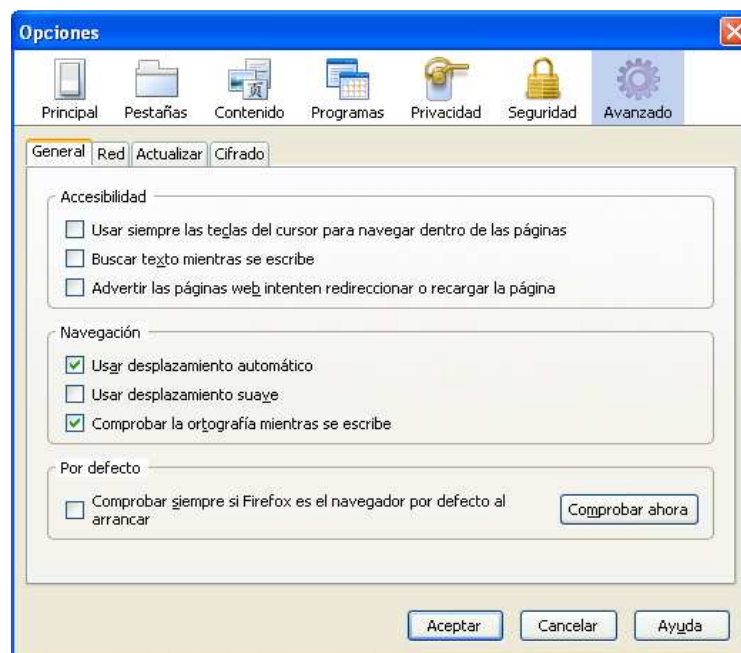 Opciones
Principal Pestañas Contenido Programas Privacidad Seguridad Avanzado
General Red Actualizar Cifrado
Accesibilidad
Usar siempre las teclas del cursor para navegar dentro de las páginas
Buscar texto mientras se escribe
Advertir las páginas web intenten redireccionar o recargar la página
Navegación
Usar desplazamiento automático
Usar desplazamiento suave
Comprobar la ortografía mientras se escribe
Por defecto
Comprobar siempre si Firefox es el navegador por defecto al
arrancar
Comprobar ahora
Aceptar Cancelar Ayuda